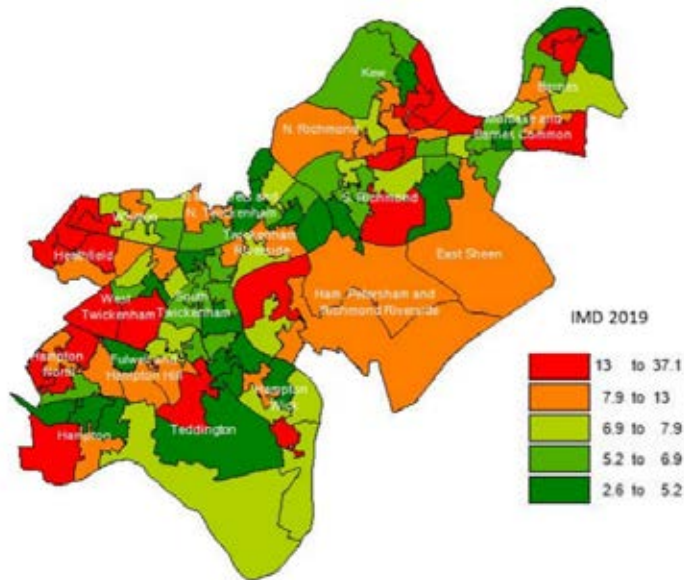 Kew
Barnes
N. Richmond
Mortlake and
Barnes Common
S. Richmond
N. Twickenham
Whitton
Twickenham
Riverside
Heathfield
East Sheen
West
Twickenham
South
Twickenham
Ham, Petersham and
Richmond Riverside
Hampton
North
Fulwell and
Hampton Hill
Hampton
Wick
Hampton
Teddington
IMD 2019
13 to 37.1
7.9 to 13
6.9 to 7.9
5.2 to 6.9
2.6 to 5.2